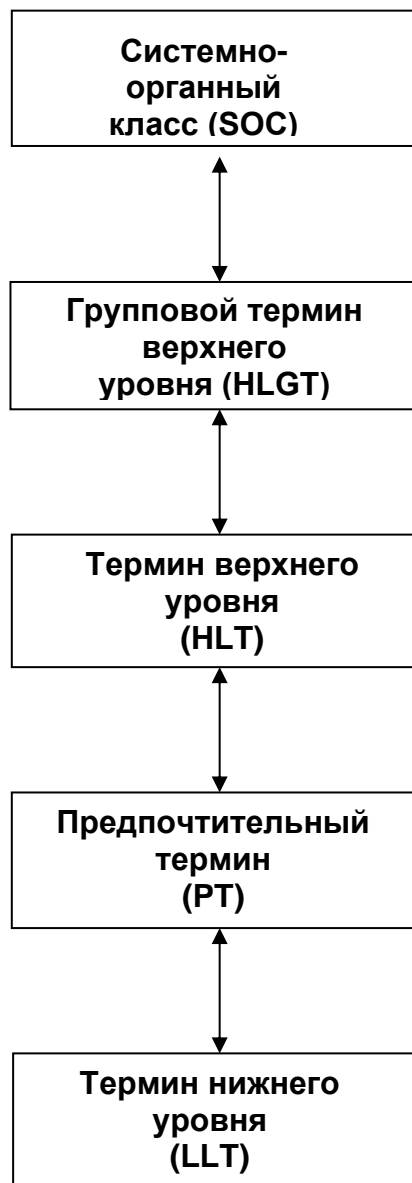 Системно-
органный
класс (SOC)
Групповой термин
верхнего
уровня (HLGT)
Термин верхнего
уровня
(HLT)
Предпочтительный
термин
(PT)
Термин нижнего
уровня
(LLT)